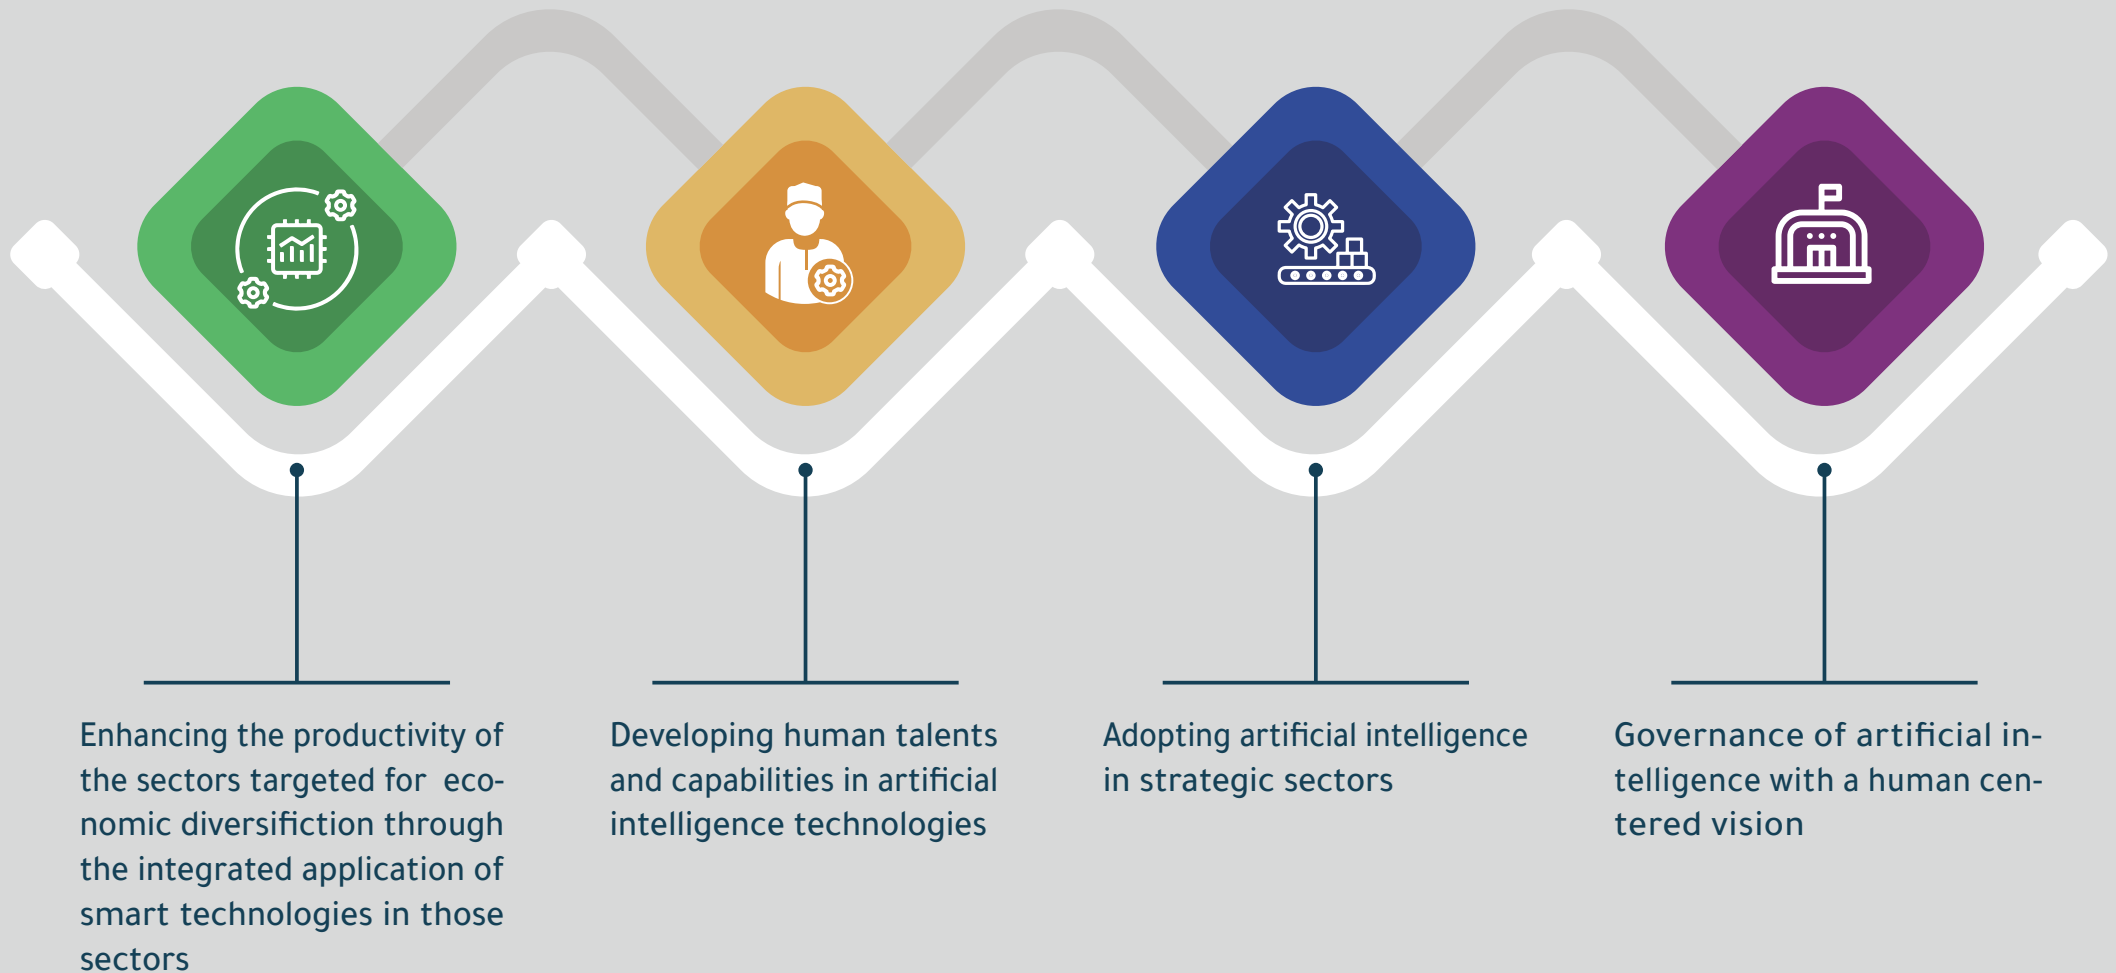 Enhancing the productivity of
the sectors targeted for  eco-
nomic diversifiction through
the integrated application of
smart technologies in those
sectors
Developing human talents
and capabilities in artificial
intelligence technologies
Adopting artificial intelligence
in strategic sectors
Governance of artificial in-
telligence with a human cen-
tered vision